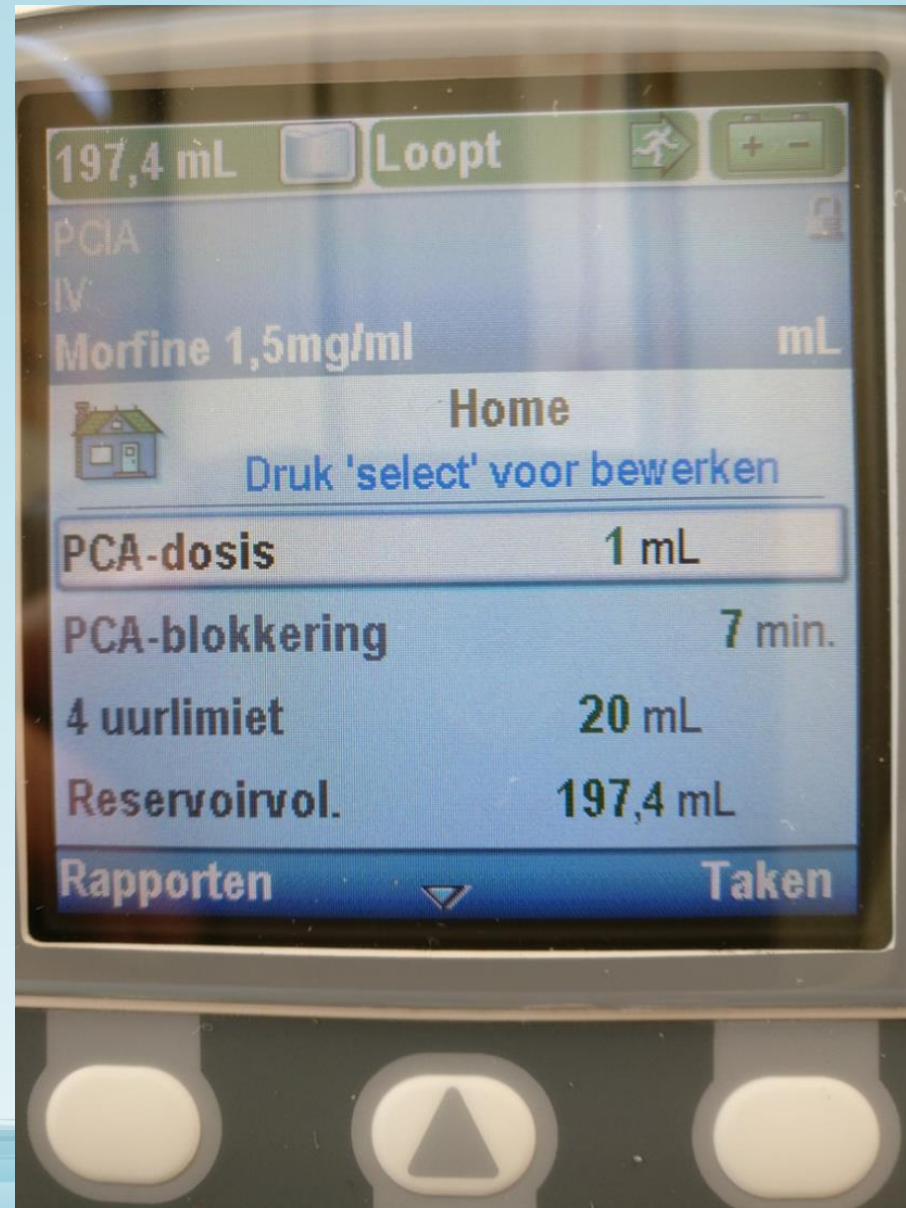 197,4 mL Loopt
PCIA
IV
Morfine 1,5mg/ml mL
Home
Druk 'select' voor bewerken
PCA-dosis 1 mL
PCA-blokkering 7 min.
4 uurlimiet 20 mL
Reservoirvol. 197,4 mL
Rapporten Taken